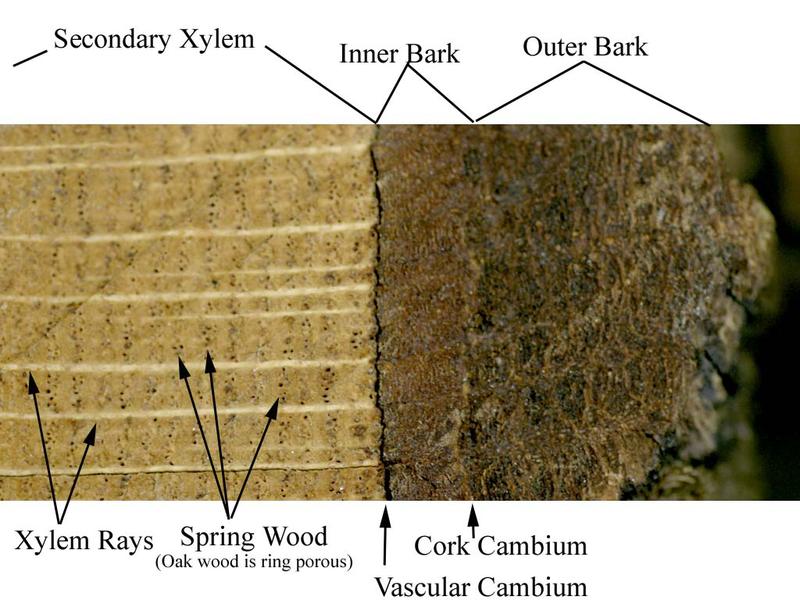 Secondary Xylem
Inner Bark
Outer Bark
Xylem Rays
Spring Wood
(Oak wood is ring porous)
Cork Cambium
Vascular Cambium